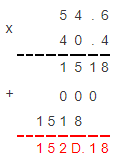 5 4 . 6
x
4 0 . 4
1 5 1 8
+
0 0 0
1 5 1 8
1 5 2 D . 1 8